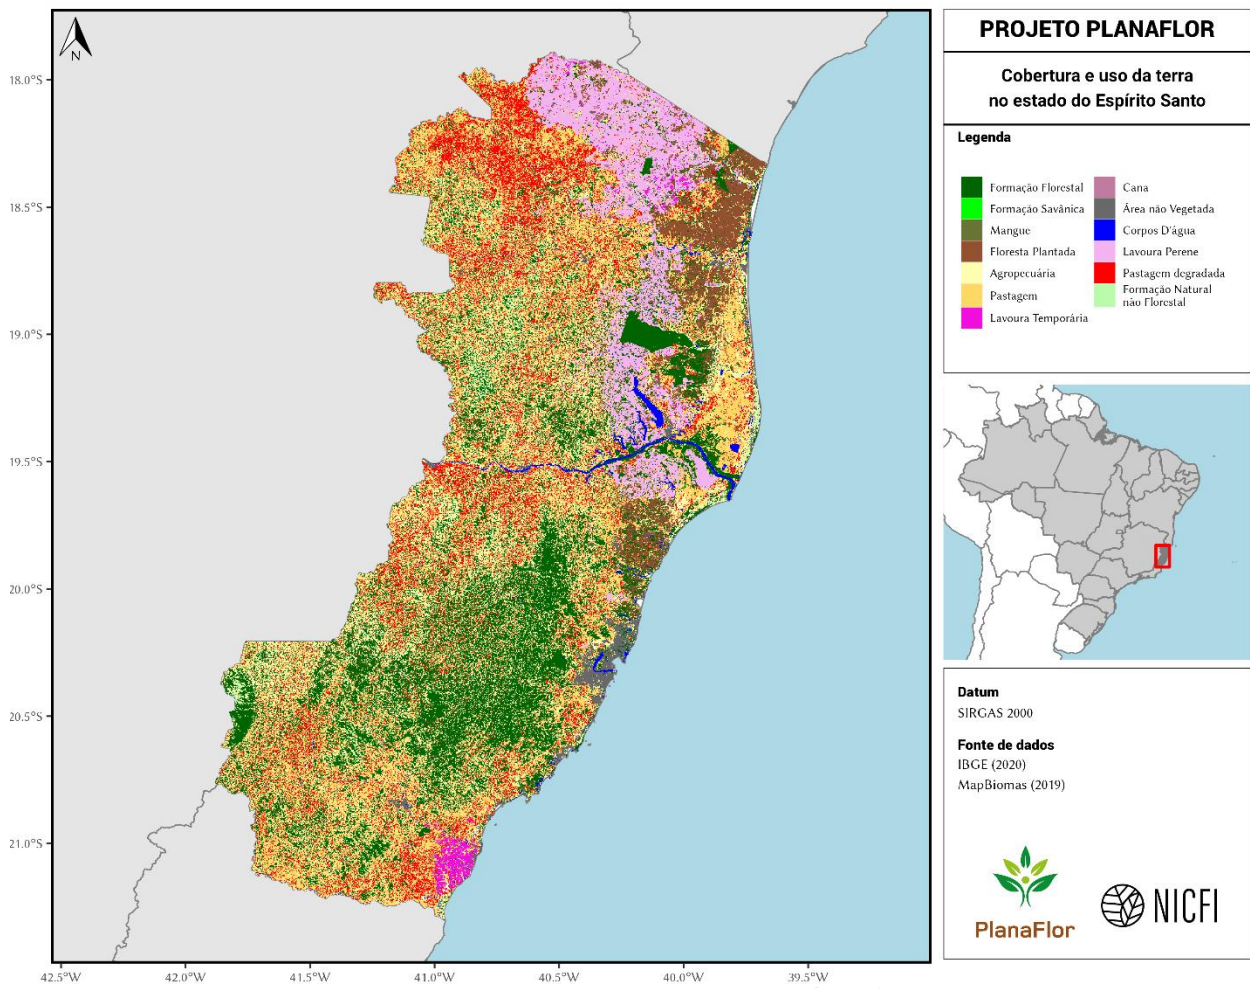 N
18.0°S
18.5°S
19.0°S
19.5°S
20.0°S
20.5°S
21.0°S
42.5°W
42.0°W
41.5°W
41.0°W
40.5°W
40.0°W
39.5°W
PROJETO PLANAFLOR
Cobertura e uso da terra
no estado do Espírito Santo
Legenda
Formação Florestal
Formação Savânica
Mangue
Floresta Plantada
Agropecuária
Pastagem
Lavoura Temporária
Cana
Área não Vegetada
Corpos D'água
Lavoura Perene
Pastagem degradada
Formação Natural
não Florestal
Datum
SIRGAS 2000
Fonte de dados
IBGE (2020)
MapBiomas (2019)
PlanaFlor
NICFI